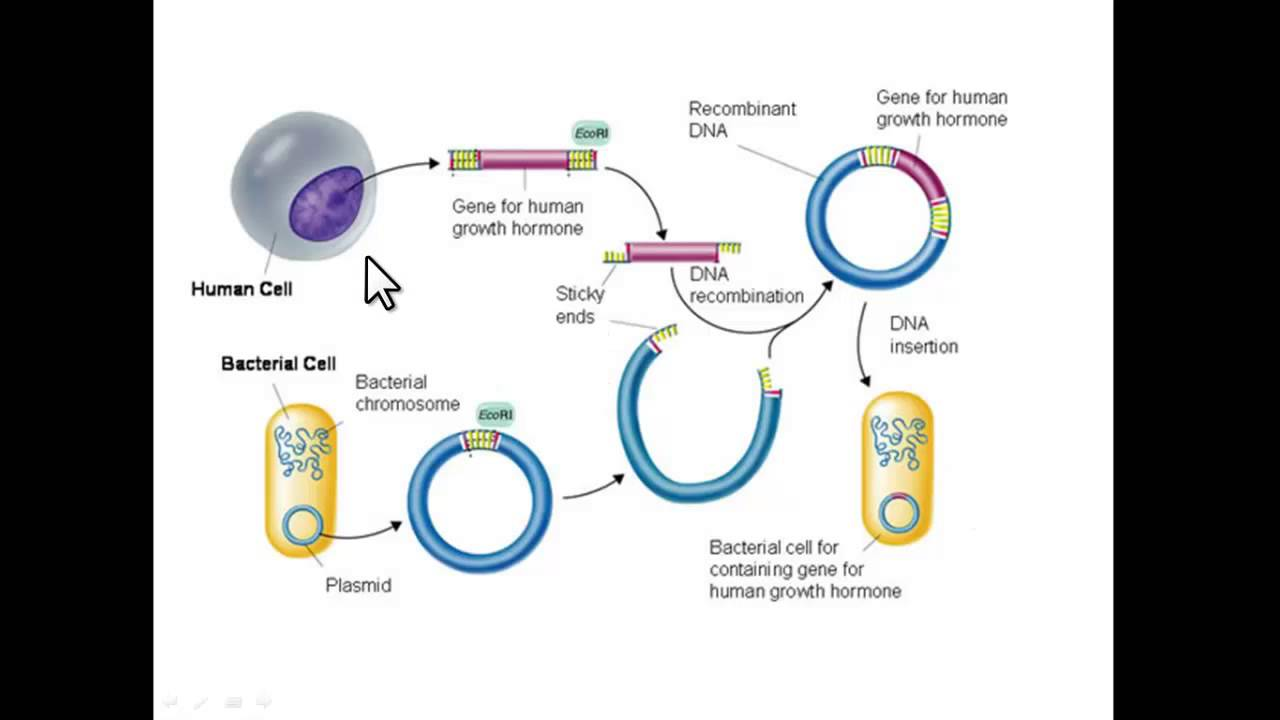 Recombinant
DNA
Gene for human
growth hormone
EcoRI
Gene for human
growth hormone
Human Cell
DNA
recombination
Sticky
ends
DNA
insertion
Bacterial Cell
Bacterial
chromosome
EcoRI
Plasmid
Bacterial cell for
containing gene for
human growth hormone